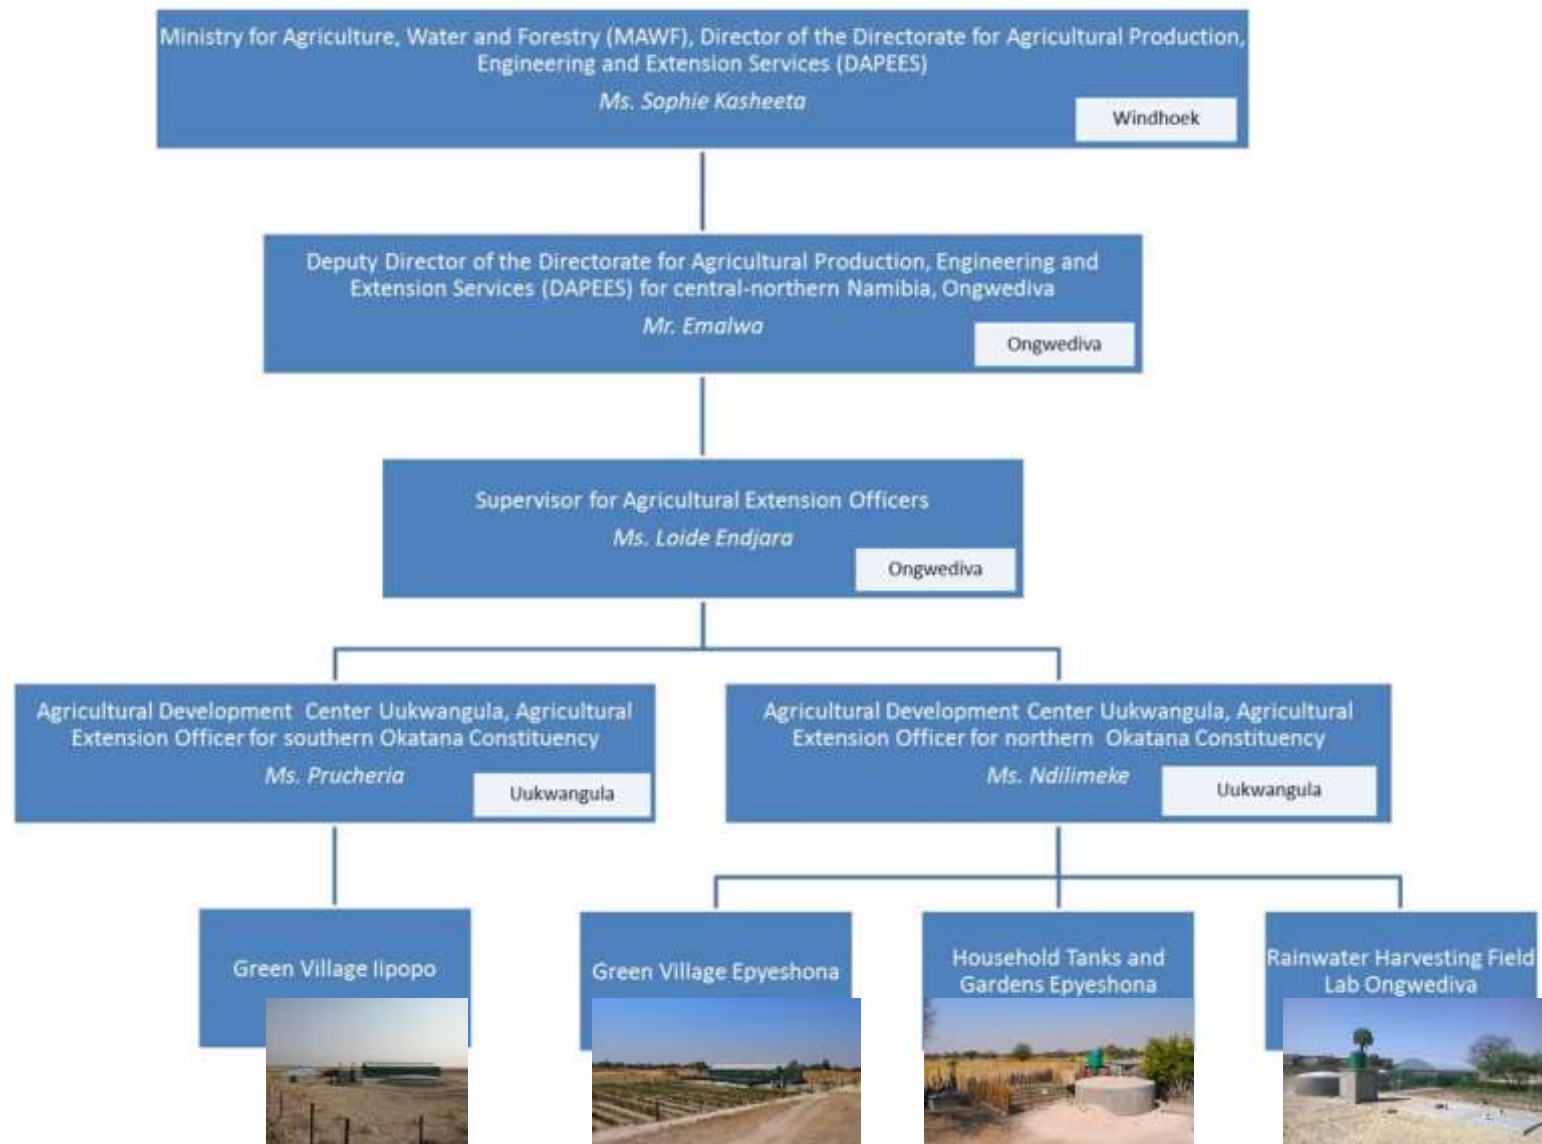 Ministry for Agriculture, Water and Forestry (MAWF), Director of the Directorate for Agricultural Production,
Engineering and Extension Services (DAPEES)
Ms. Sophie Kasheeta
Windhoek
Deputy Director of the Directorate for Agricultural Production, Engineering and
Extension Services (DAPEES) for central-northern Namibia, Ongwediva
Mr. Emalwa
Ongwediva
Supervisor for Agricultural Extension Officers
Ms. Loide Endjara
Ongwediva
Agricultural Development Center Uukwangula, Agricultural
Extension Officer for southern Okatana Constituency
Ms. Prucheria
Uukwangula
Agricultural Development Center Uukwangula, Agricultural
Extension Officer for northern Okatana Constituency
Ms. Ndilimeke
Uukwangula
Green Village Iipopo
Green Village Epyeshona
Household Tanks and
Gardens Epyeshona
Rainwater Harvesting Field
Lab Ongwediva